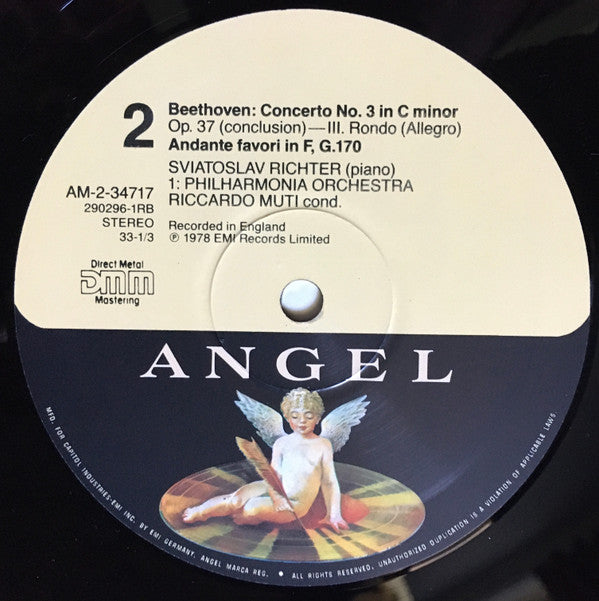 2
Beethoven: Concerto No. 3 in C minor
Op. 37 (conclusion)—III. Rondo (Allegro)
Andante favori in F, G.170
SVIATOSLAV RICHTER (piano)
1: PHILHARMONIA ORCHESTRA
RICCARDO MUTI cond.
AM-2-34717
290296-1RB
STEREO
33-1/3
Recorded in England
℗ 1978 EMI Records Limited
Direct Metal
DMM
Mastering
ANGEL
MFD. FOR CAPITOL INDUSTRIES-EMI INC. BY EMI GERMANY. ANGEL MARCA REG. • ALL RIGHTS RESERVED. UNAUTHORIZED DUPLICATION IS A VIOLATION OF APPLICABLE LAWS.